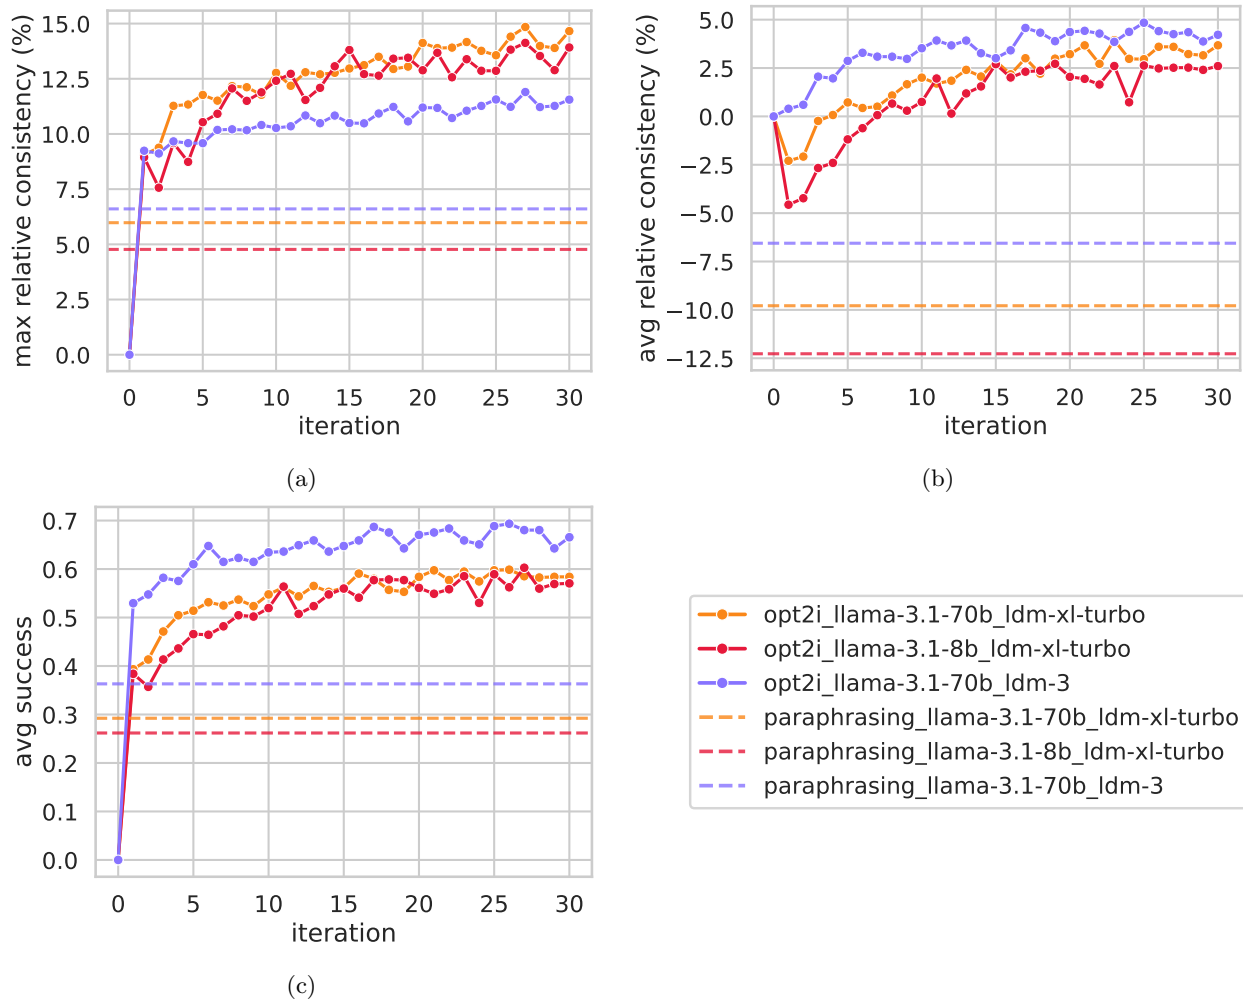 max relative consistency (%)
15.0
12.5
10.0
7.5
5.0
2.5
0.0
0 5 10 15 20 25 30
iteration
(a)
avg relative consistency (%)
5.0
2.5
0.0
−2.5
−5.0
−7.5
−10.0
−12.5
0 5 10 15 20 25 30
iteration
(b)
avg success
0.7
0.6
0.5
0.4
0.3
0.2
0.1
0.0
0 5 10 15 20 25 30
iteration
(c)
opt2i_llama-3.1-70b_ldm-xl-turbo
opt2i_llama-3.1-8b_ldm-xl-turbo
opt2i_llama-3.1-70b_ldm-3
paraphrasing_llama-3.1-70b_ldm-xl-turbo
paraphrasing_llama-3.1-8b_ldm-xl-turbo
paraphrasing_llama-3.1-70b_ldm-3